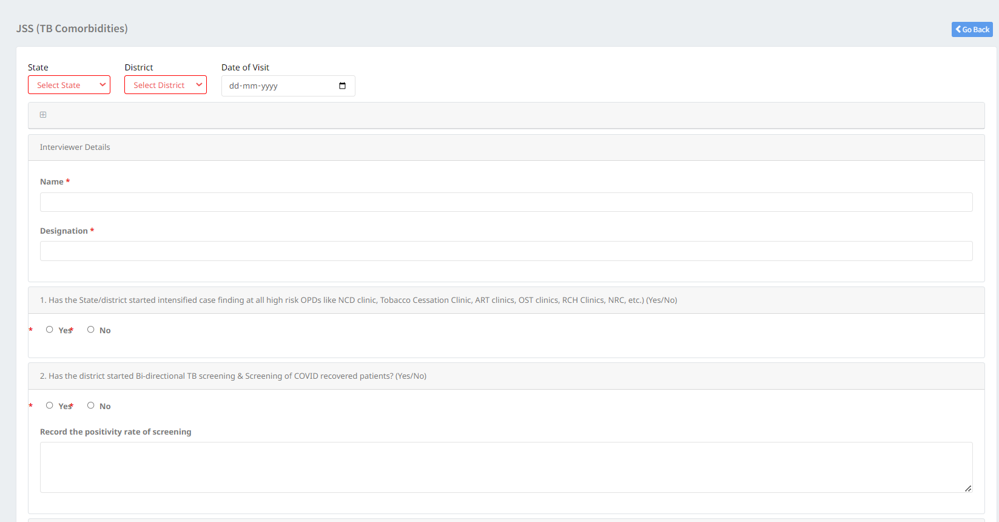 JSS (TB Comorbidities)
Go Back
State District Date of Visit
Select State Select District dd-mm-yyyy
Interviewer Details
Name *
Designation *
1. Has the State/district started intensified case finding at all high risk OPDs like NCD clinic, Tobacco Cessation Clinic, ART clinics, OST clinics, RCH Clinics, NRC, etc.) (Yes/No)
* Yes* No
2. Has the district started Bi-directional TB screening & Screening of COVID recovered patients? (Yes/No)
* Yes* No
Record the positivity rate of screening